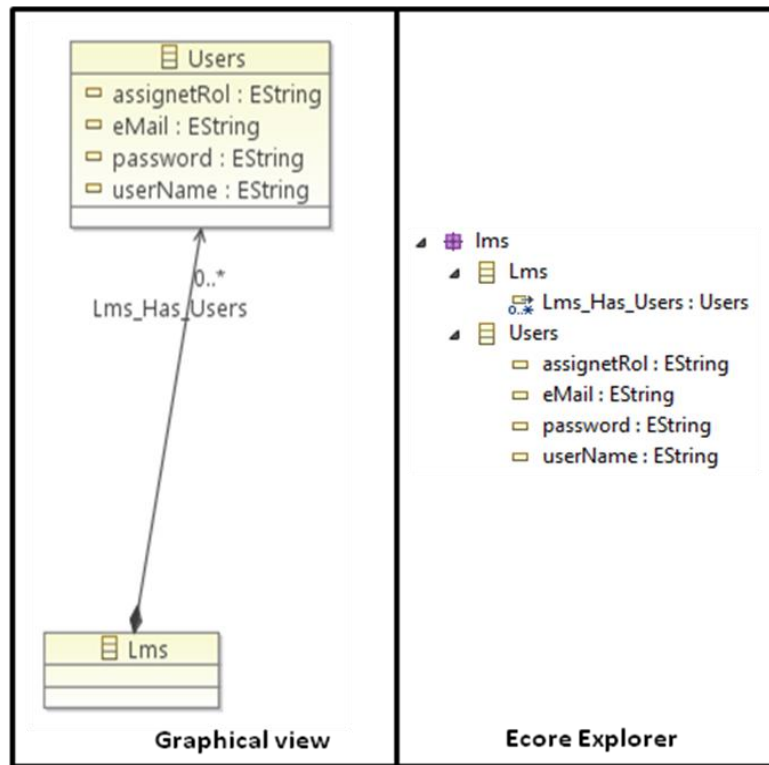 Users
assignetRol : EString
eMail : EString
password : EString
userName : EString
0..*
Lms_Has_Users
Lms
Graphical view
lms
Lms
0..*
Lms_Has_Users : Users
Users
assignetRol : EString
eMail : EString
password : EString
userName : EString
Ecore Explorer